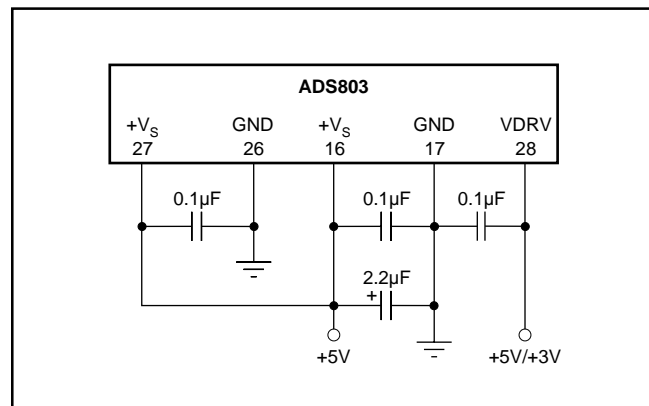 ADS803
+VS GND +VS GND VDRV
27 26 16 17 28
0.1µF 0.1µF 0.1µF
2.2µF
+
+5V +5V/+3V